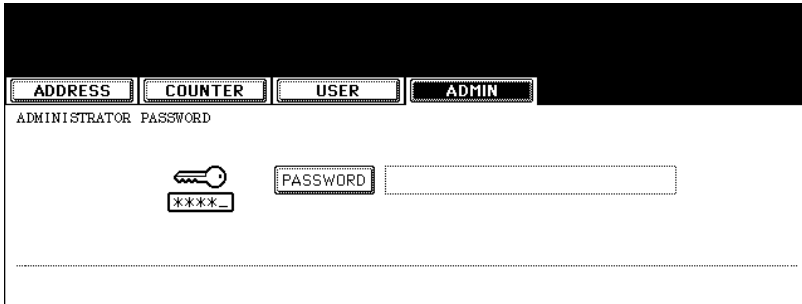 ADDRESS COUNTER USER ADMIN
ADMINISTRATOR PASSWORD
PASSWORD
****_